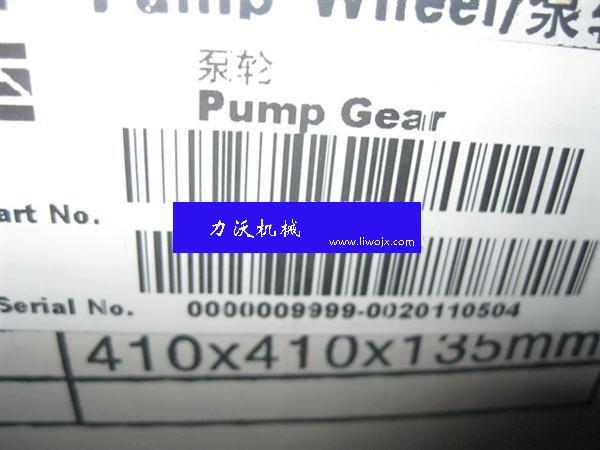 Pump Wheel/泵轮
泵轮
Pump Gear
art No.
力沃机械
www.liwojx.com
Serial No. 0000009999-0020110504
410x410x135mm